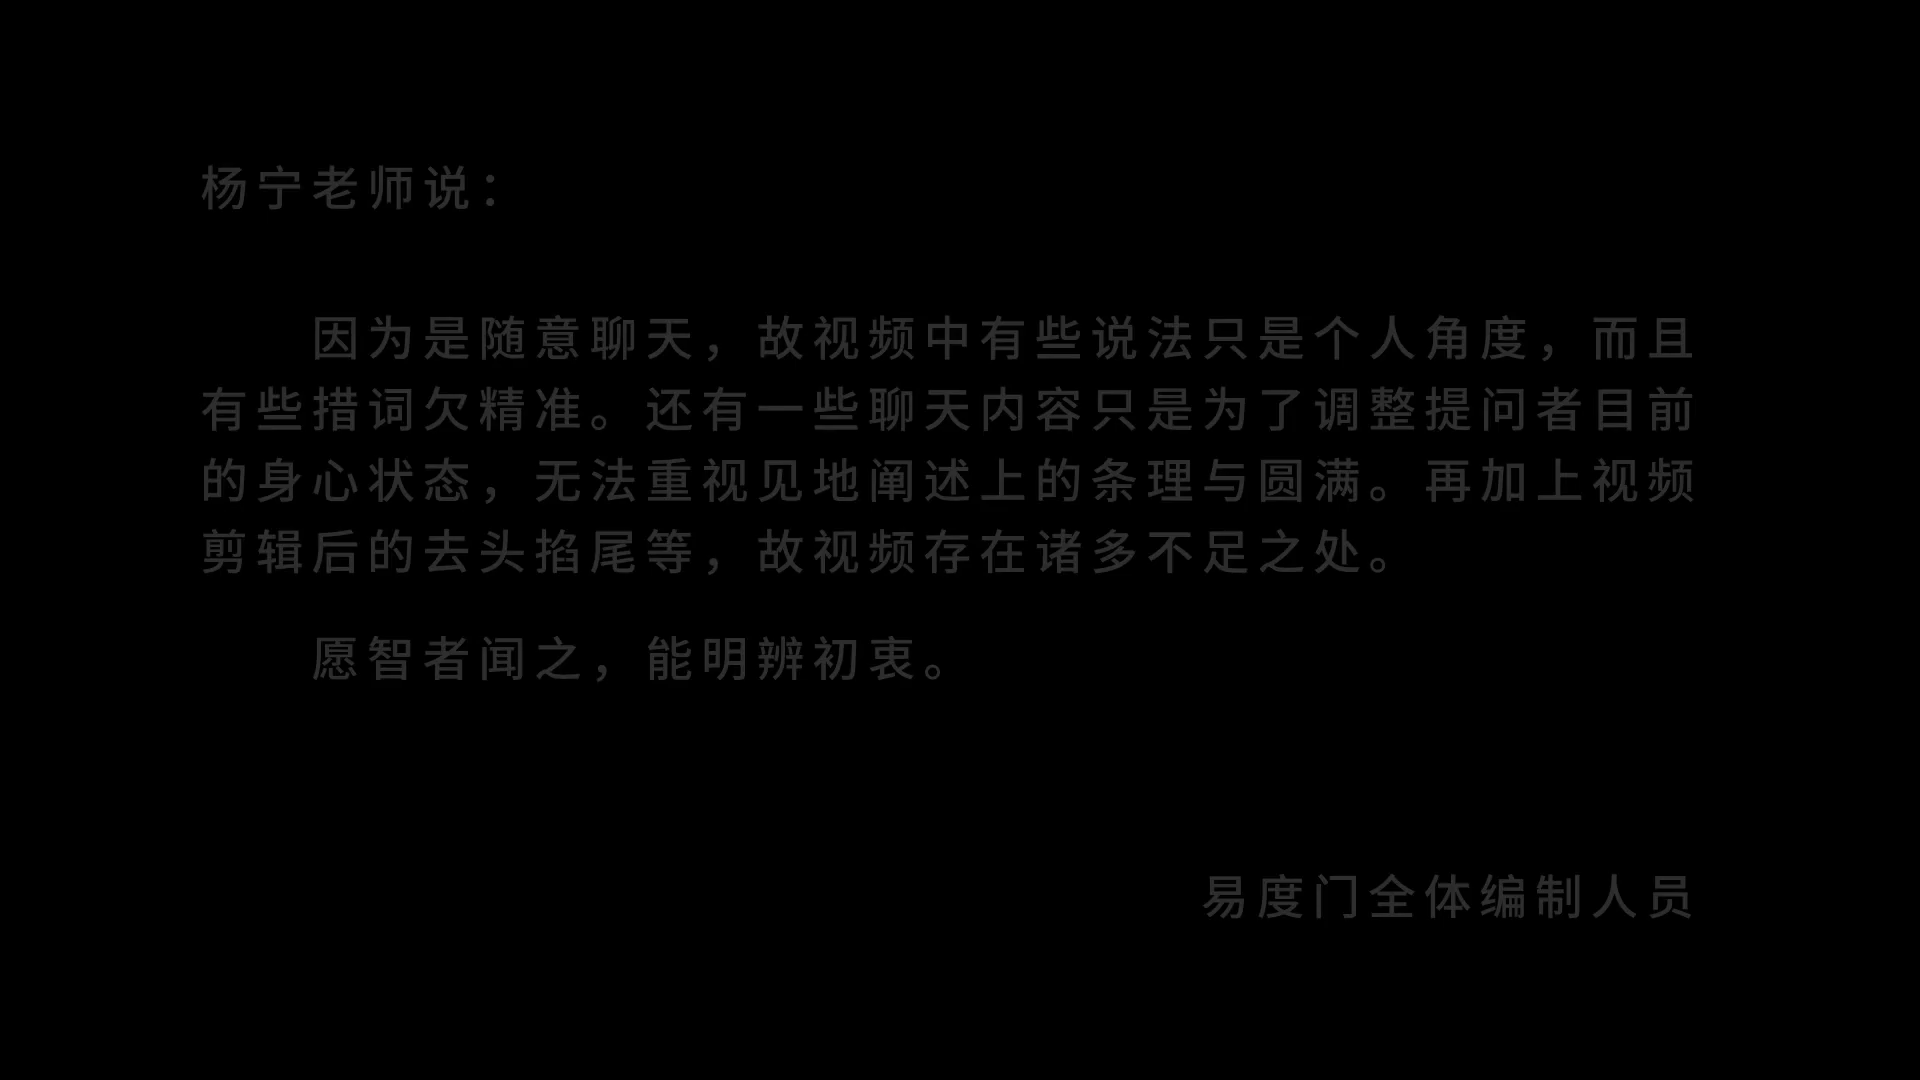 杨宁老师说：
因为是随意聊天，故视频中有些说法只是个人角度，而且
有些措词欠精准。还有一些聊天内容只是为了调整提问者目前
的身心状态，无法重视见地阐述上的条理与圆满。再加上视频
剪辑后的去头掐尾等，故视频存在诸多不足之处。
愿智者闻之，能明辨初衷。
易度门全体编制人员